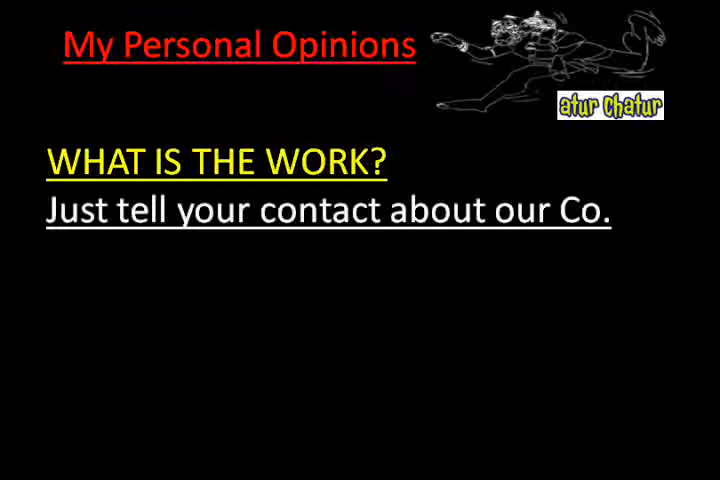 My Personal Opinions
atur Chatur
WHAT IS THE WORK?
Just tell your contact about our Co.